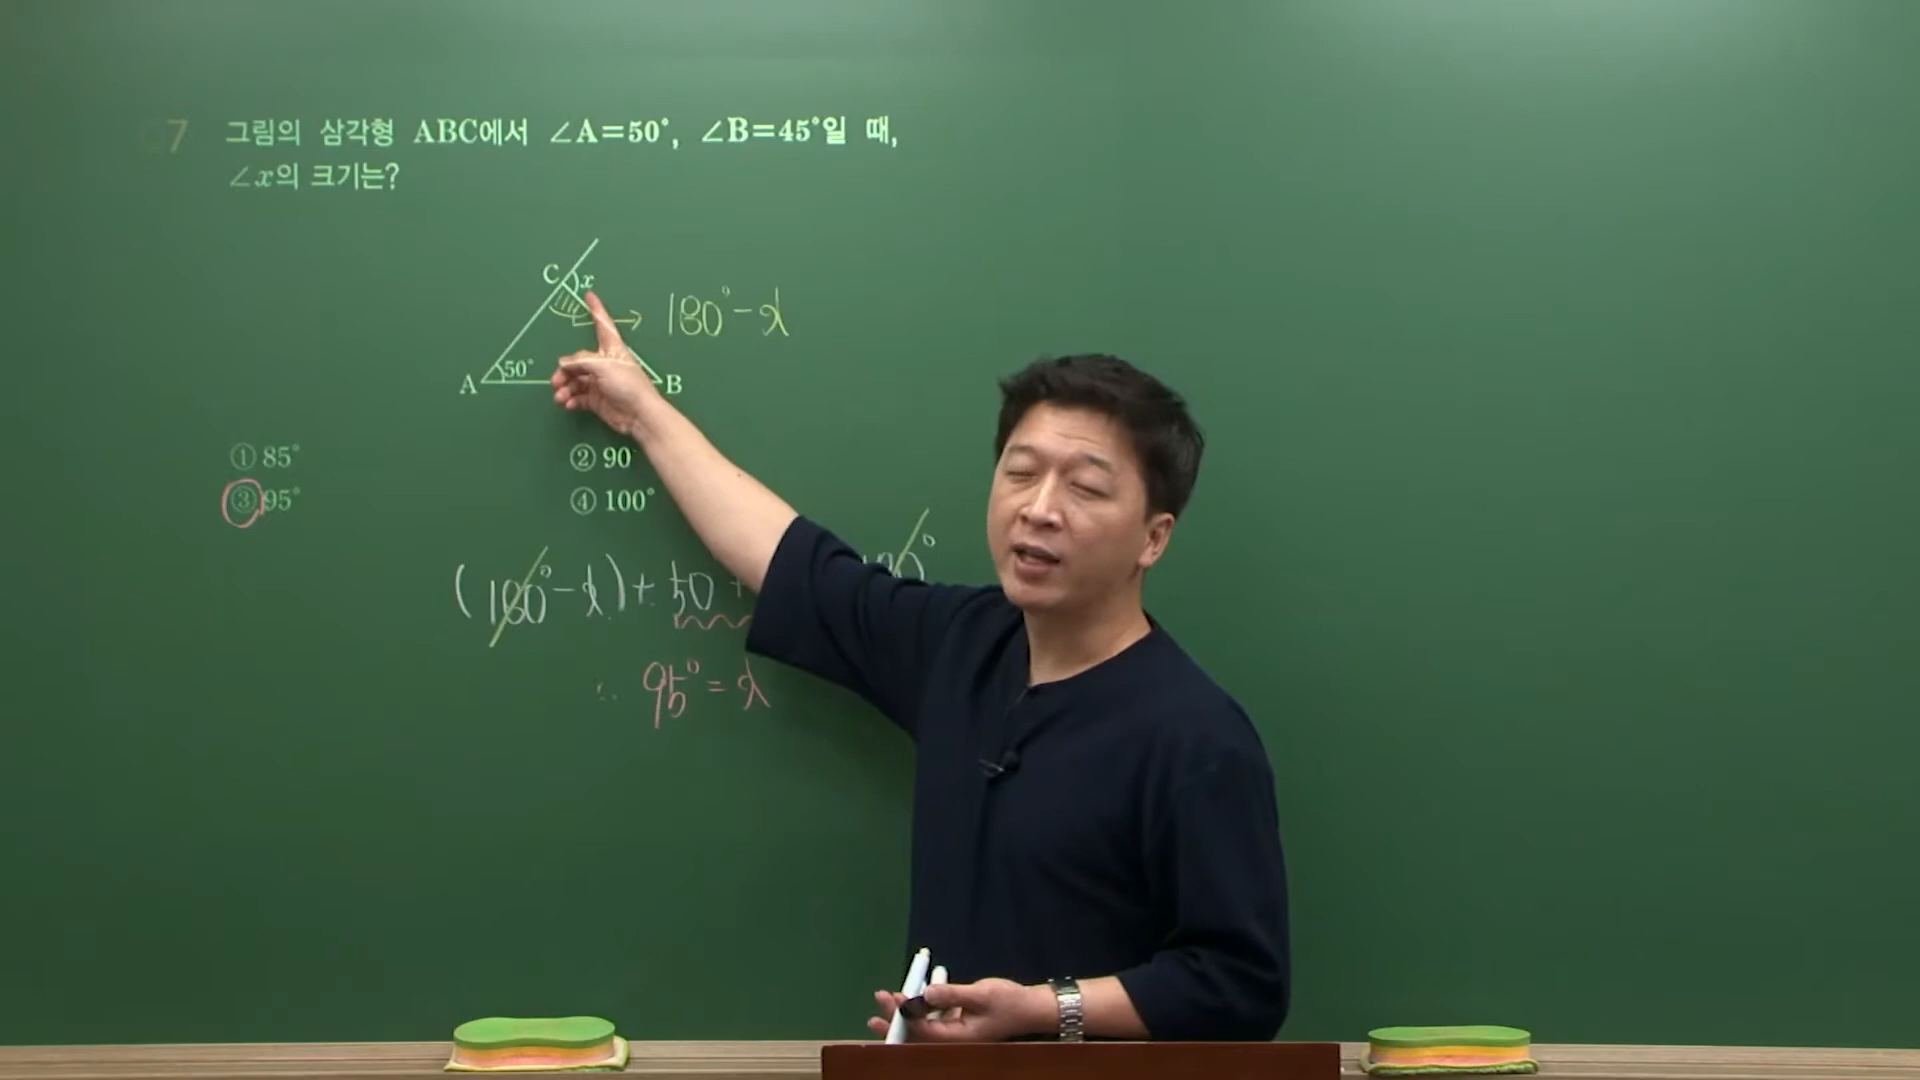 7 그림의 삼각형 ABC에서 ∠A=50°, ∠B=45°일 때,
∠x의 크기는?
C x
180°-x
A 50° B
① 85° ② 90
③ 95° ④ 100°
(180°-x)+50+ 180°
∴ 95°=x